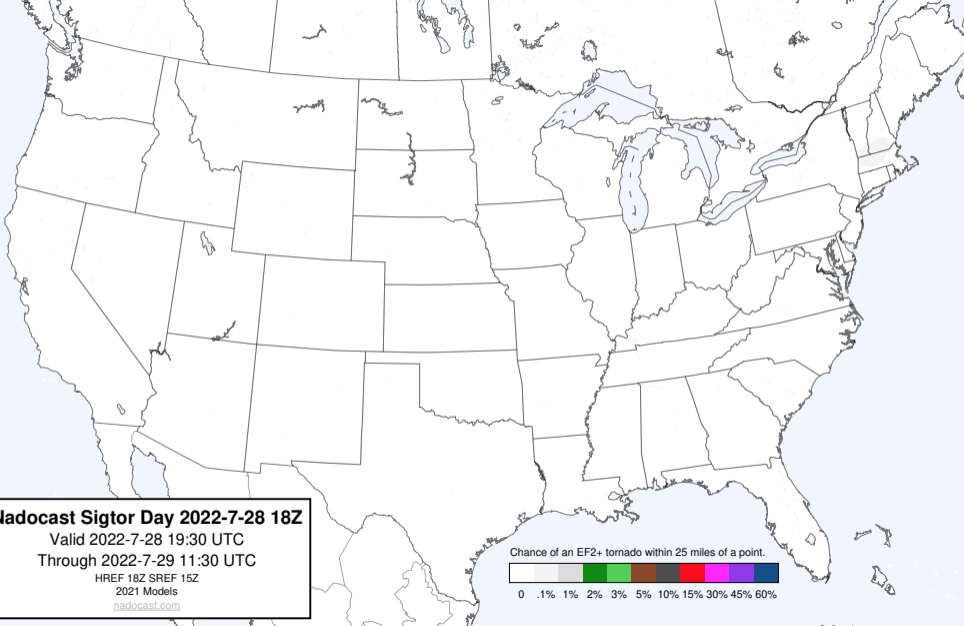 Nadocast Sigtor Day 2022-7-28 18Z
Valid 2022-7-28 19:30 UTC
Through 2022-7-29 11:30 UTC
HREF 18Z SREF 15Z
2021 Models
nadocast.com
Chance of an EF2+ tornado within 25 miles of a point.
0 .1% 1% 2% 3% 5% 10% 15% 30% 45% 60%